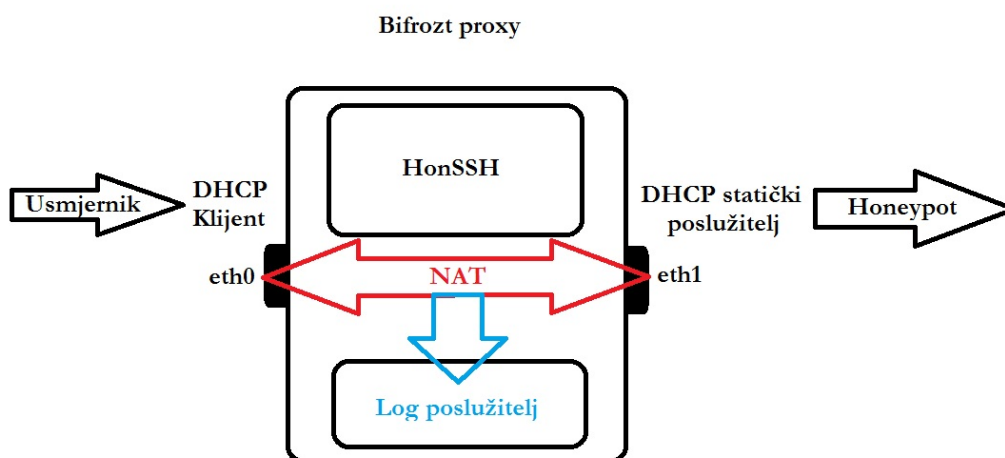 Bifrozt proxy
Usmjernik
DHCP
Klijent
HonSSH
DHCP statički
poslužitelj
Honeypot
eth0
NAT
eth1
Log poslužitelj